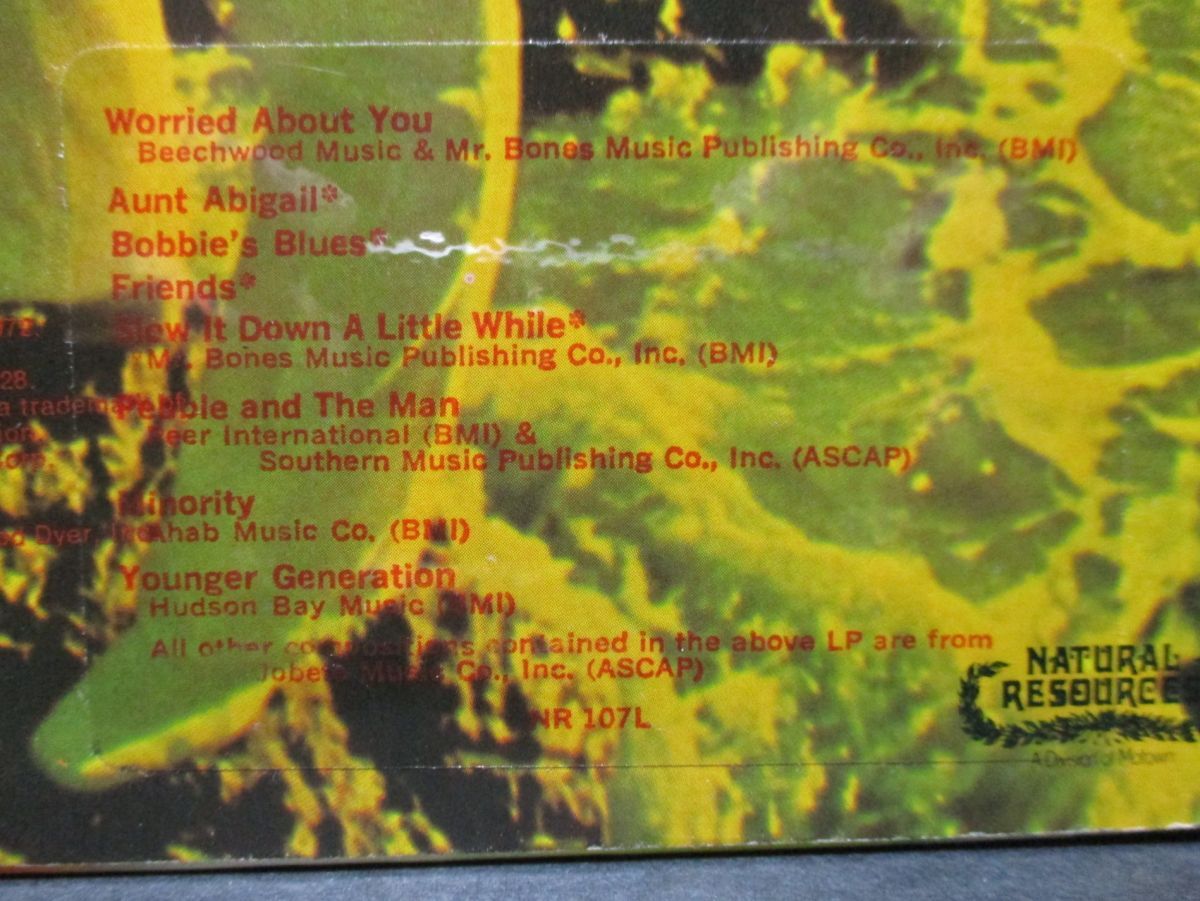 Worried About You
Beechwood Music & Mr. Bones Music Publishing Co., Inc. (BMI)
Aunt Abigail*
Bobbie's Blues*
Friends*
Slow It Down A Little While*
Mr. Bones Music Publishing Co., Inc. (BMI)
28.
Pebble and The Man
Peer International (BMI) &
Southern Music Publishing Co., Inc. (ASCAP)
Minority
Dyer, Inc.
Ahab Music Co. (BMI)
Younger Generation
Hudson Bay Music (BMI)
All other compositions contained in the above LP are from
Jobete Music Co., Inc. (ASCAP)
NR 107L
NATURAL
RESOURCE
A Division of Motown